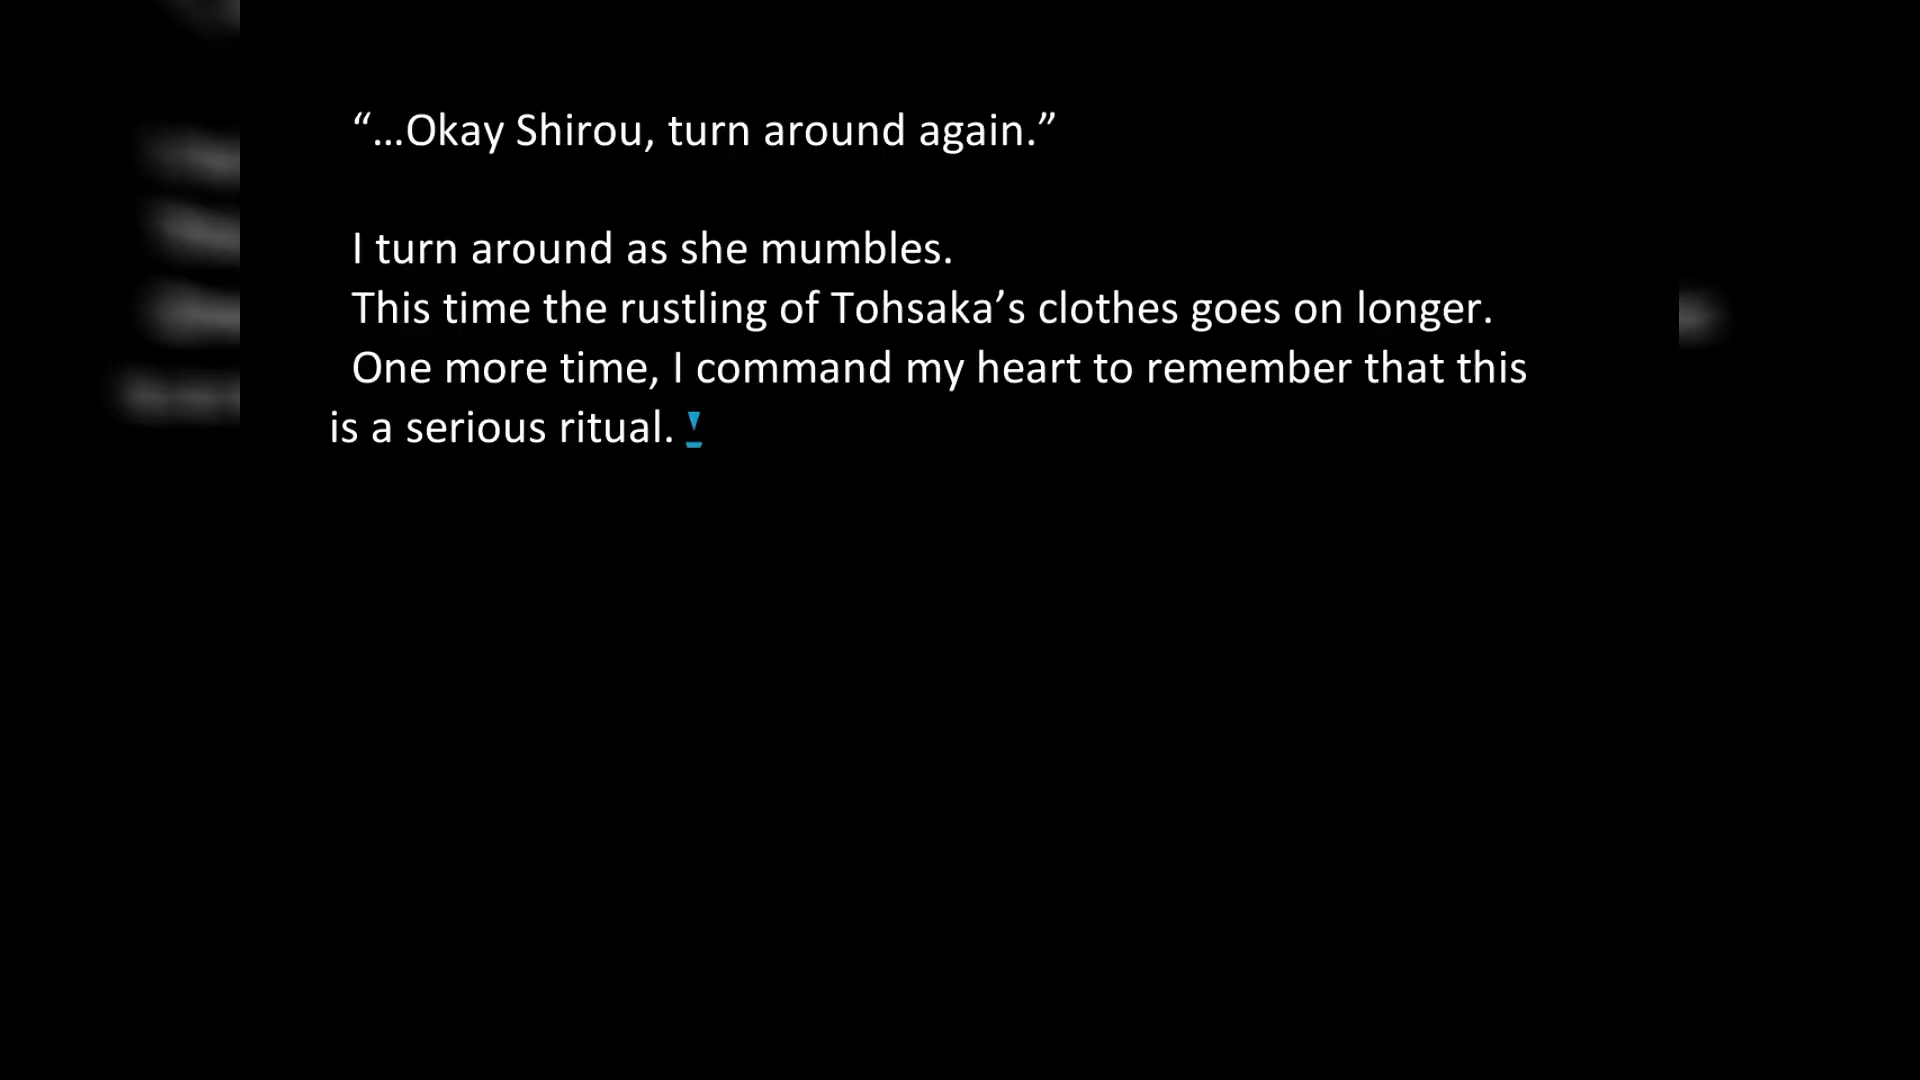 “…Okay Shirou, turn around again.”
I turn around as she mumbles.
This time the rustling of Tohsaka’s clothes goes on longer.
One more time, I command my heart to remember that this
is a serious ritual.